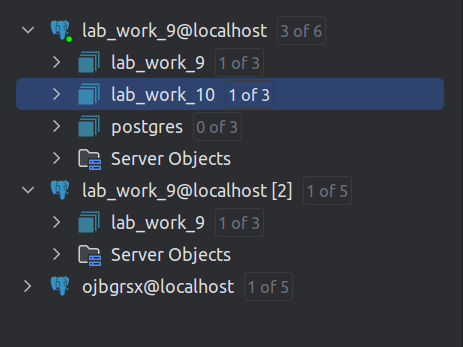 lab_work_9@localhost 3 of 6
lab_work_9 1 of 3
lab_work_10 1 of 3
postgres 0 of 3
Server Objects
lab_work_9@localhost [2] 1 of 5
lab_work_9 1 of 3
Server Objects
ojbgrsx@localhost 1 of 5